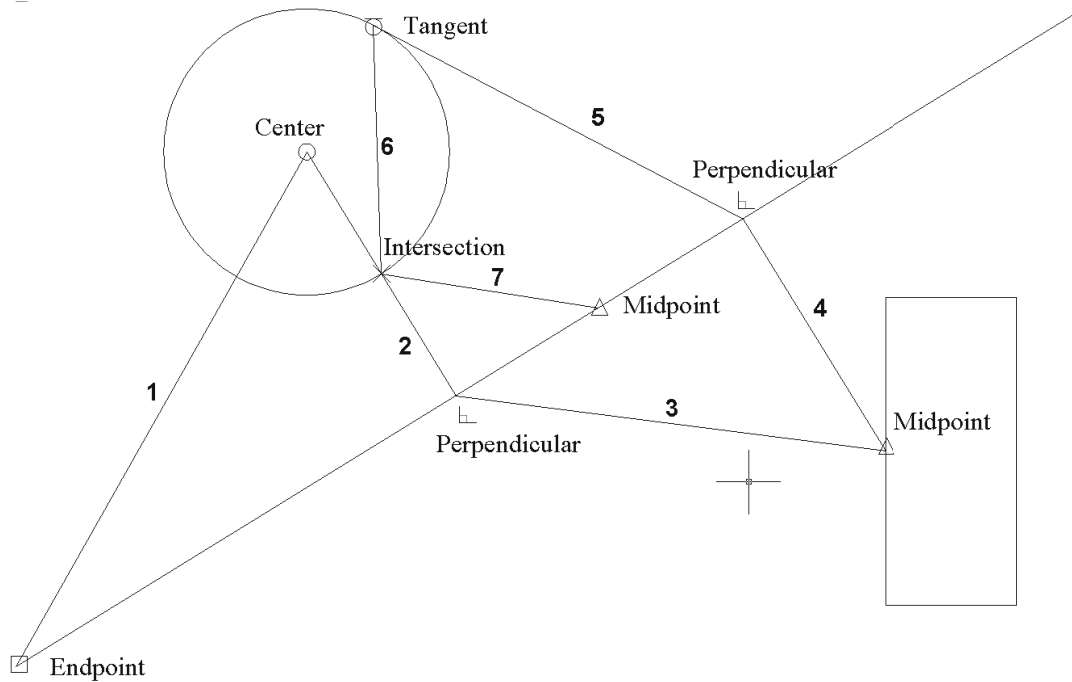 Tangent
5
Center
6
Perpendicular
Intersection
7
Midpoint
4
2
1
3
Midpoint
Perpendicular
Endpoint